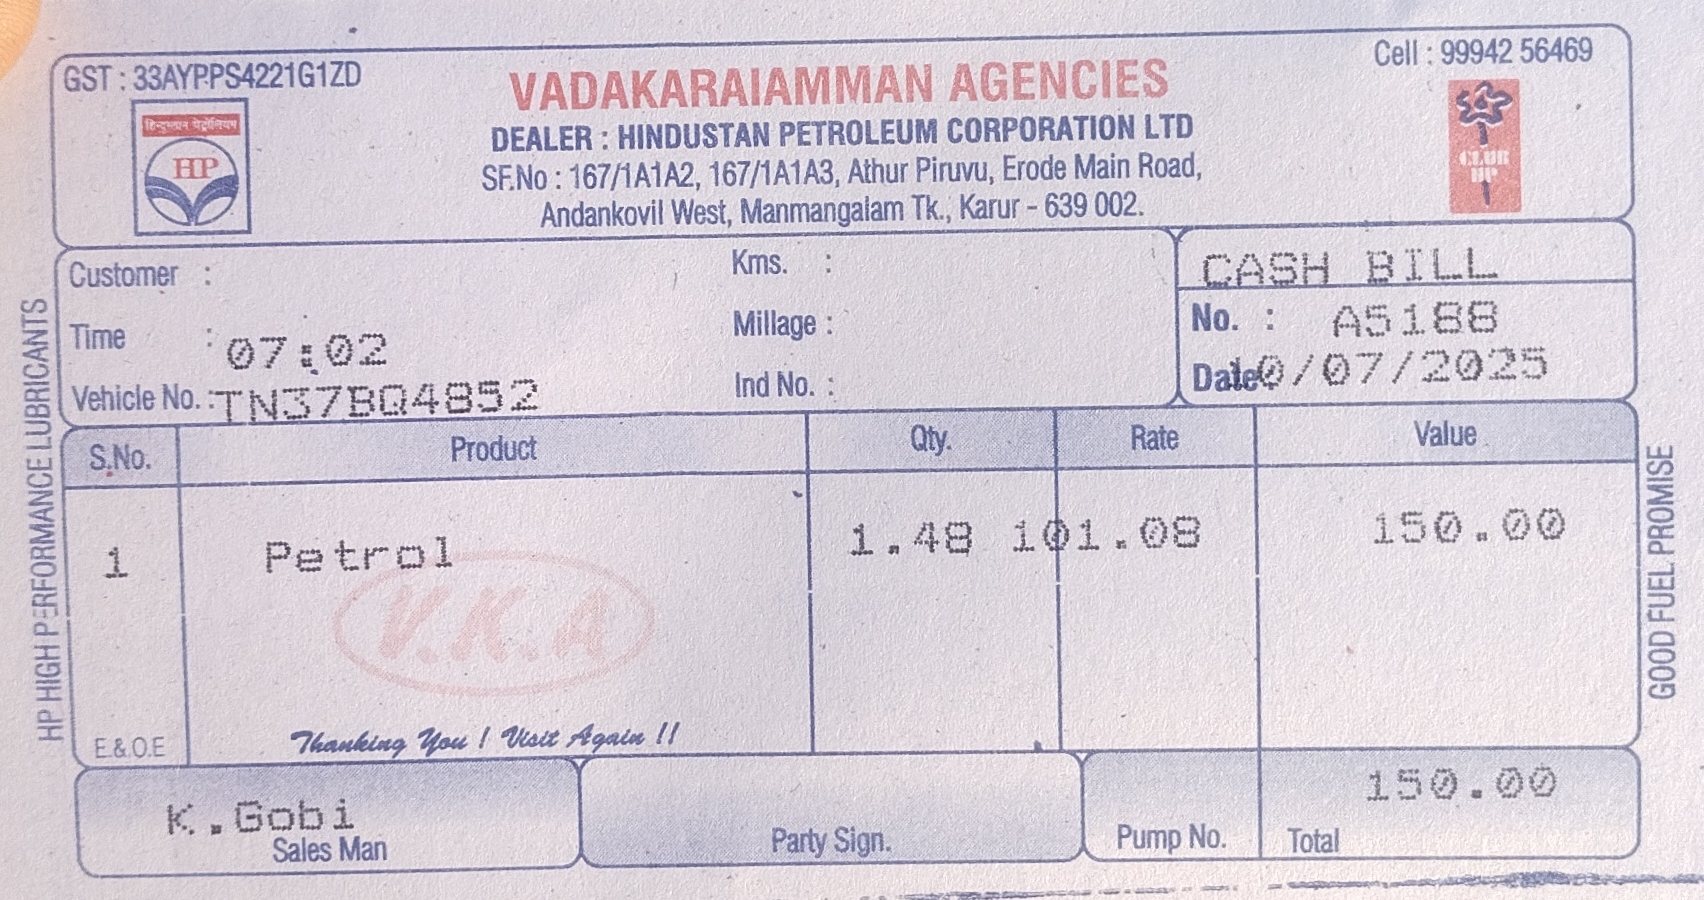 GST : 33AYPPS4221G1ZD
Cell : 99942 56469
हिन्दुस्तान पेट्रोलियम
HP
VADAKARAIAMMAN AGENCIES
DEALER : HINDUSTAN PETROLEUM CORPORATION LTD
SF.No : 167/1A1A2, 167/1A1A3, Athur Piruvu, Erode Main Road,
Andankovil West, Manmangalam Tk., Karur - 639 002.
CLUB
HP
Customer :
Kms. :
CASH BILL
Time : 07:02
Millage :
No. : A5188
Vehicle No. : TN37BQ4852
Ind No. :
Date 0/07/2025
S.No. Product Qty. Rate Value
1 Petrol 1.48 101.08 150.00
V.K.A
E.&O.E
Thanking You ! Visit Again !!
K.Gobi
Sales Man
Party Sign.
Pump No.
Total 150.00
HP HIGH PERFORMANCE LUBRICANTS
GOOD FUEL PROMISE